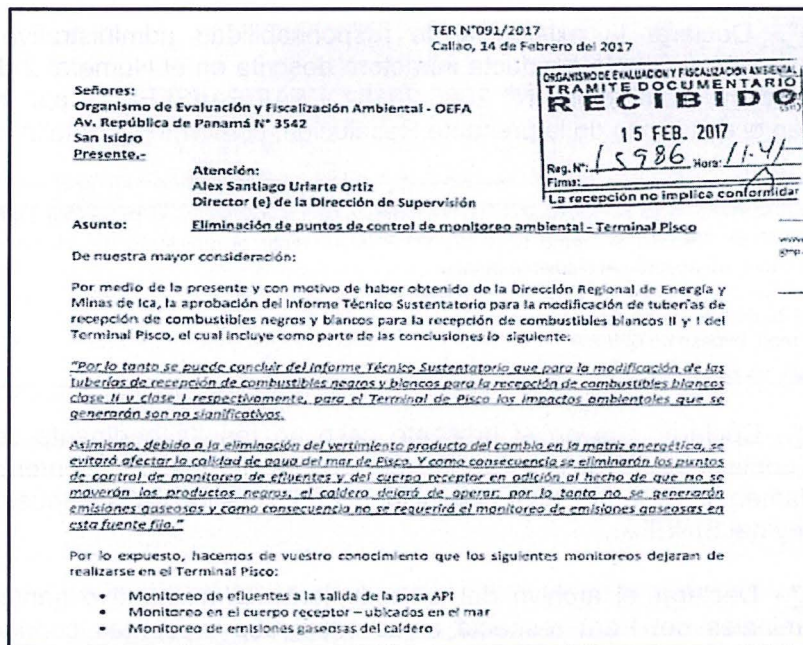 TER N°091/2017
Callao, 14 de Febrero del 2017
ORGANISMO DE EVALUACIÓN Y FISCALIZACIÓN AMBIENTAL
TRAMITE DOCUMENTARIO
RECIBIDO
15 FEB. 2017
Reg. N°: 15986 Hora: 11:41
Firma:
La recepción no implica conformidad
Señores:
Organismo de Evaluación y Fiscalización Ambiental - OEFA
Av. República de Panamá N° 3542
San Isidro
Presente.-
Atención:
Alex Santiago Uriarte Ortiz
Director (e) de la Dirección de Supervisión
Asunto: Eliminación de puntos de control de monitoreo ambiental - Terminal Pisco
De nuestra mayor consideración:
Por medio de la presente y con motivo de haber obtenido de la Dirección Regional de Energía y
Minas de Ica, la aprobación del Informe Técnico Sustentatorio para la modificación de tuberías de
recepción de combustibles negros y blancos para la recepción de combustibles blancos II y I del
Terminal Pisco, el cual incluye como parte de las conclusiones lo siguiente:
"Por lo tanto se puede concluir del Informe Técnico Sustentatorio que para la modificación de las
tuberías de recepción de combustibles negros y blancos para la recepción de combustibles blancos
clase II y clase I respectivamente, para el Terminal de Pisco los impactos ambientales que se
generarán son no significativos.
Asimismo, debido a la eliminación del vertimiento producto del cambio en la matriz energética, se
evitará afectar la calidad de agua del mar de Pisco. Y como consecuencia se eliminarán los puntos
de control de monitoreo de efluentes y del cuerpo receptor en adición al hecho de que no se
moverán los productos negros, el caldero dejará de operar; por lo tanto no se generarán
emisiones gaseosas y como consecuencia no se requerirá el monitoreo de emisiones gaseosas en
esta fuente fija."
Por lo expuesto, hacemos de vuestro conocimiento que los siguientes monitoreos dejaran de
realizarse en el Terminal Pisco:
• Monitoreo de efluentes a la salida de la poza API
• Monitoreo en el cuerpo receptor – ubicados en el mar
• Monitoreo de emisiones gaseosas del caldero